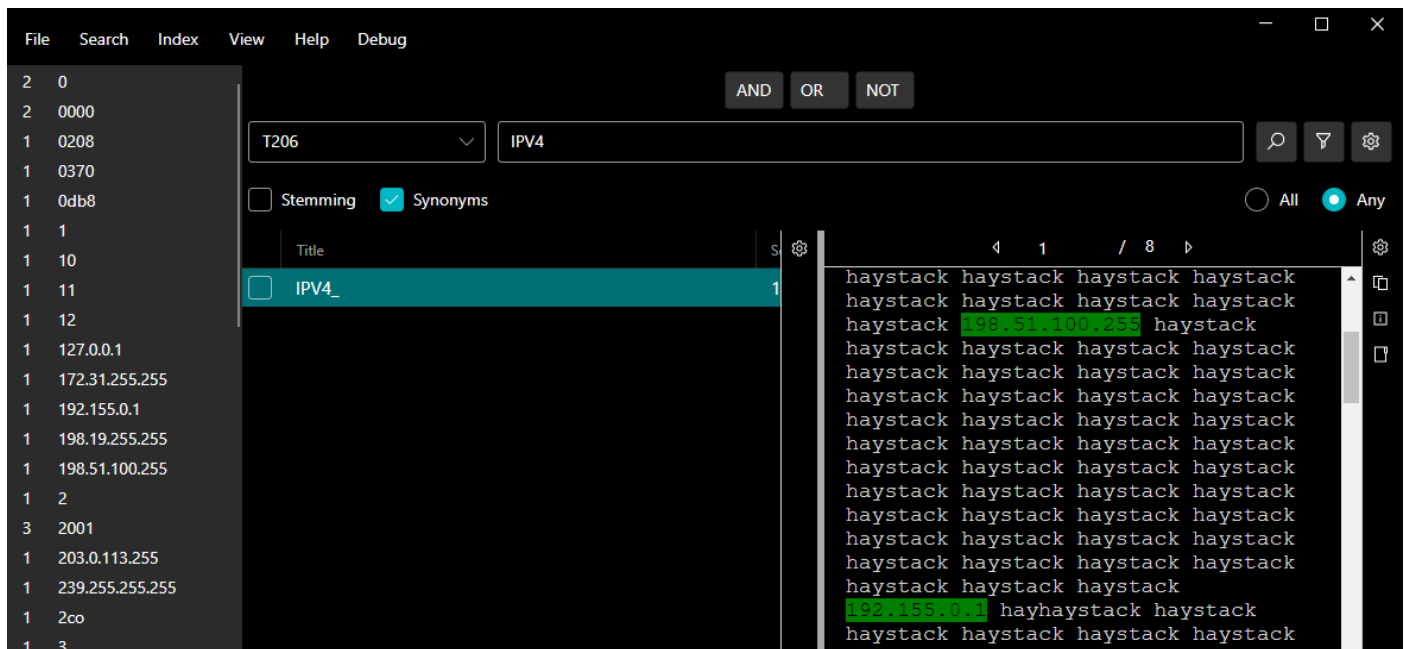 File Search Index View Help Debug
2 0
2 0000
1 0208
1 0370
1 0db8
1 1
1 10
1 11
1 12
1 127.0.0.1
1 172.31.255.255
1 192.155.0.1
1 198.19.255.255
1 198.51.100.255
1 2
3 2001
1 203.0.113.255
1 239.255.255.255
1 2co
1 3
AND OR NOT
T206 IPV4
Stemming Synonyms All Any
Title
IPV4_ 1
1 / 8
haystack haystack haystack haystack
haystack haystack haystack haystack
haystack 198.51.100.255 haystack
haystack haystack haystack haystack
haystack haystack haystack haystack
haystack haystack haystack haystack
haystack haystack haystack haystack
haystack haystack haystack haystack
haystack haystack haystack haystack
haystack haystack haystack haystack
haystack haystack haystack haystack
haystack haystack haystack haystack
haystack haystack haystack haystack
haystack haystack haystack
192.155.0.1 hayhaystack haystack
haystack haystack haystack haystack